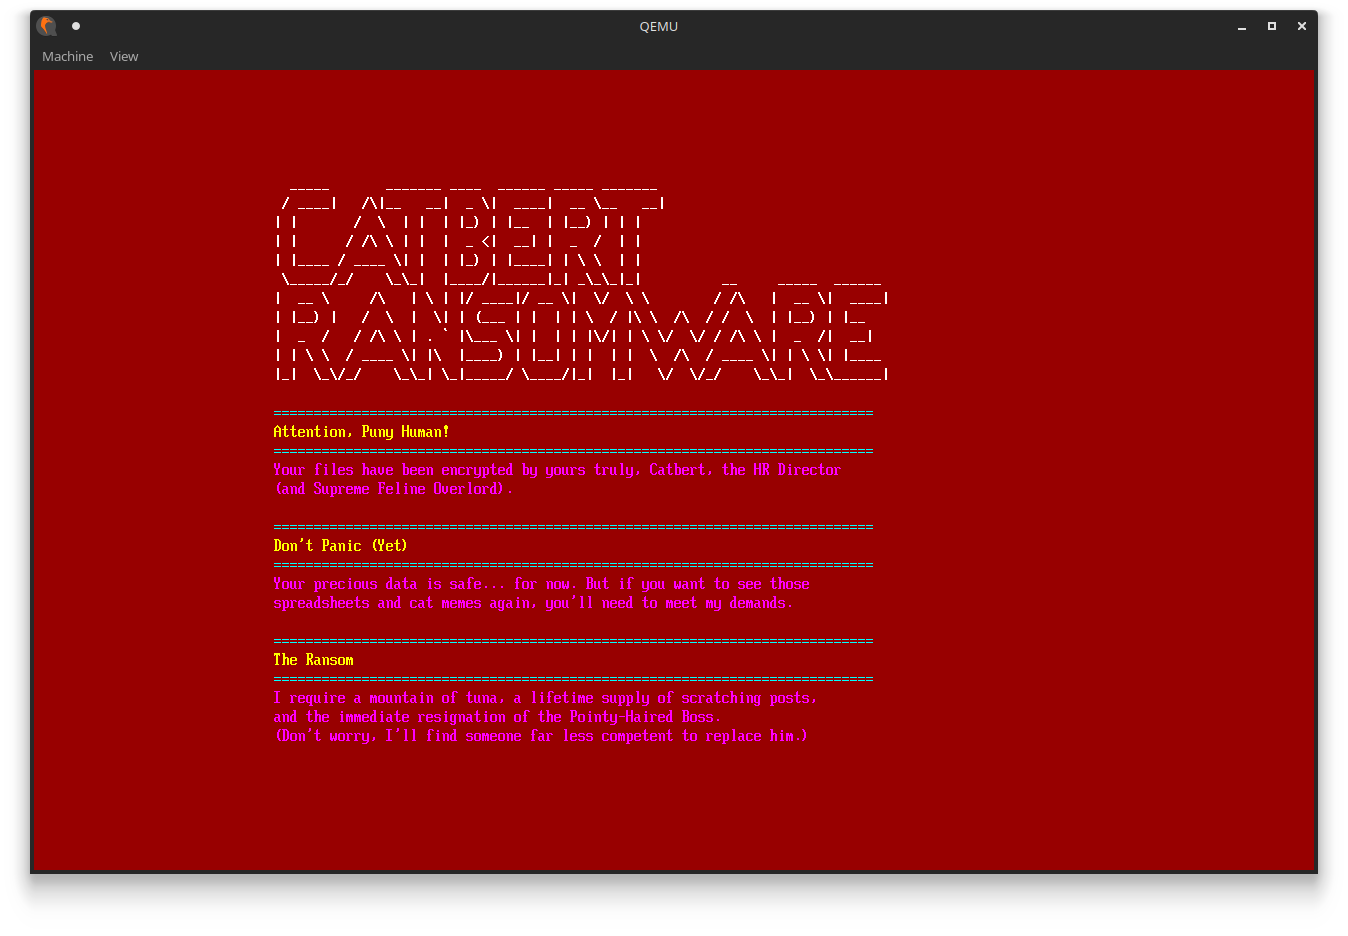 QEMU
Machine View
CATBERT
RANSOMWARE
===========================================================================
Attention, Puny Human!
===========================================================================
Your files have been encrypted by yours truly, Catbert, the HR Director
(and Supreme Feline Overlord).
===========================================================================
Don't Panic (Yet)
===========================================================================
Your precious data is safe... for now. But if you want to see those
spreadsheets and cat memes again, you'll need to meet my demands.
===========================================================================
The Ransom
===========================================================================
I require a mountain of tuna, a lifetime supply of scratching posts,
and the immediate resignation of the Pointy-Haired Boss.
(Don't worry, I'll find someone far less competent to replace him.)